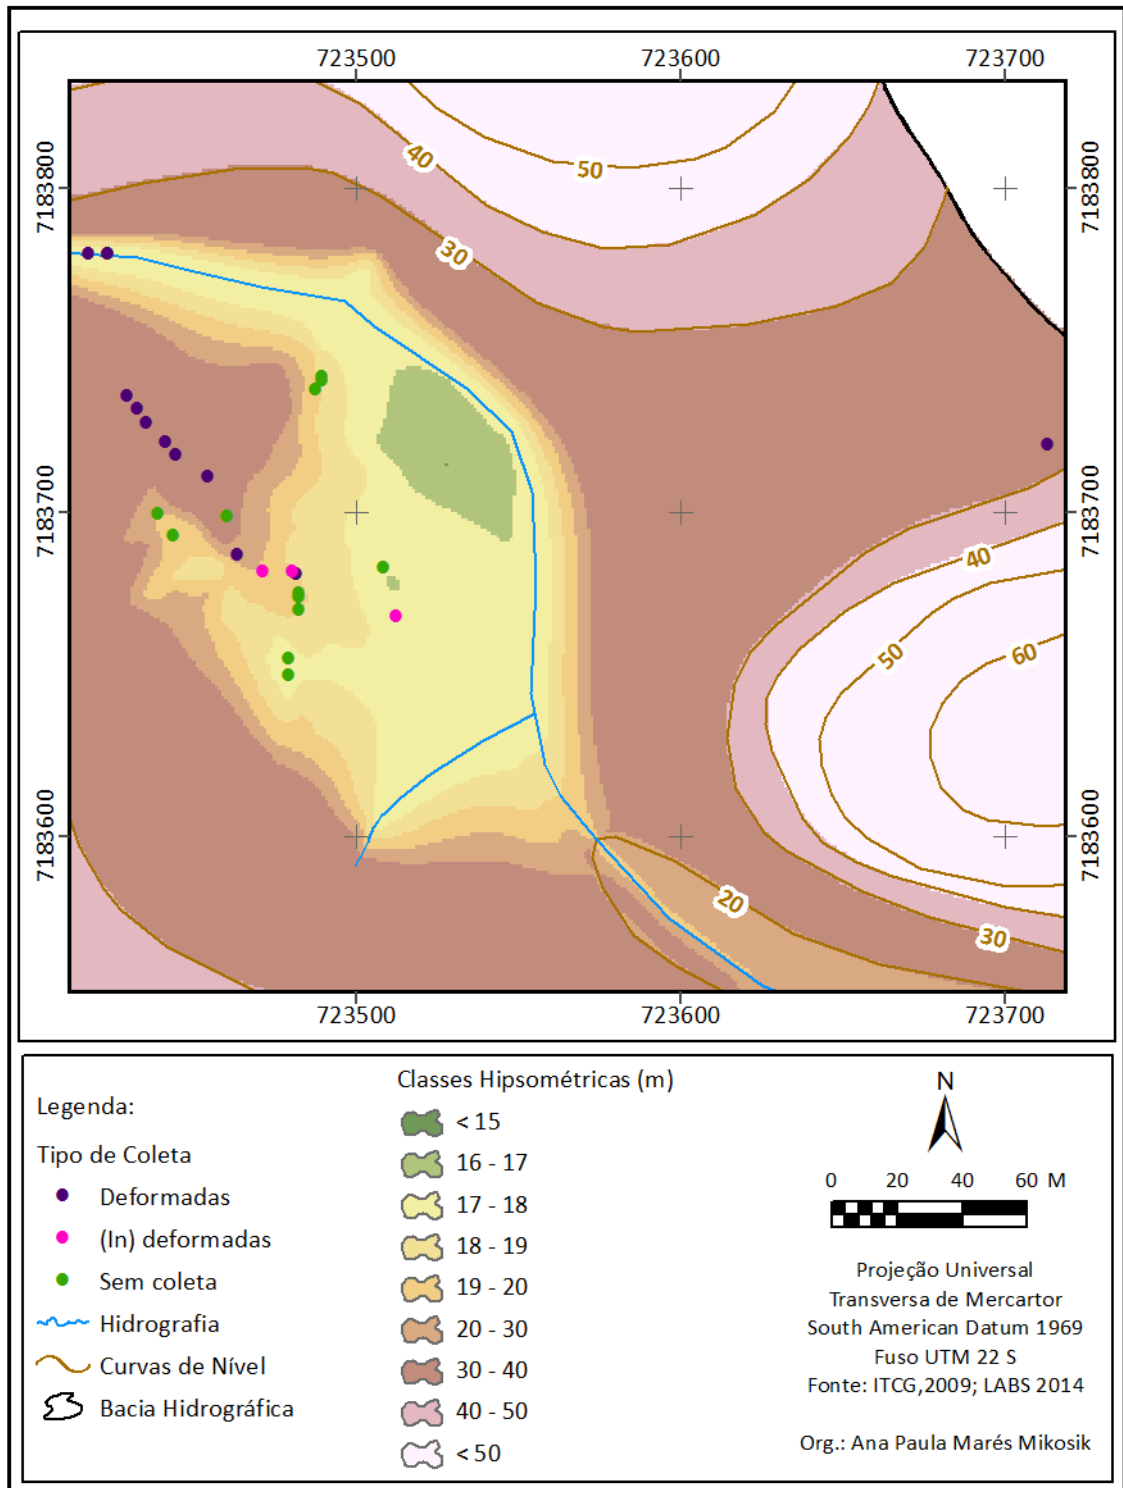 723500 723600 723700
7183800 7183800
40
50
30
7183700 7183700
40
50
60
7183600 7183600
20
30
723500 723600 723700
Legenda:
Tipo de Coleta
Deformadas
(In) deformadas
Sem coleta
Hidrografia
Curvas de Nível
Bacia Hidrográfica
Classes Hipsométricas (m)
< 15
16 - 17
17 - 18
18 - 19
19 - 20
20 - 30
30 - 40
40 - 50
< 50
N
0 20 40 60 M
Projeção Universal
Transversa de Mercartor
South American Datum 1969
Fuso UTM 22 S
Fonte: ITCG,2009; LABS 2014
Org.: Ana Paula Marés Mikosik